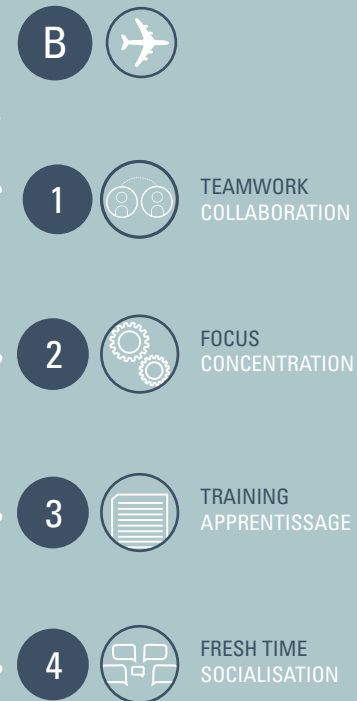 B
1
TEAMWORK
COLLABORATION
2
FOCUS
CONCENTRATION
3
TRAINING
APPRENTISSAGE
4
FRESH TIME
SOCIALISATION